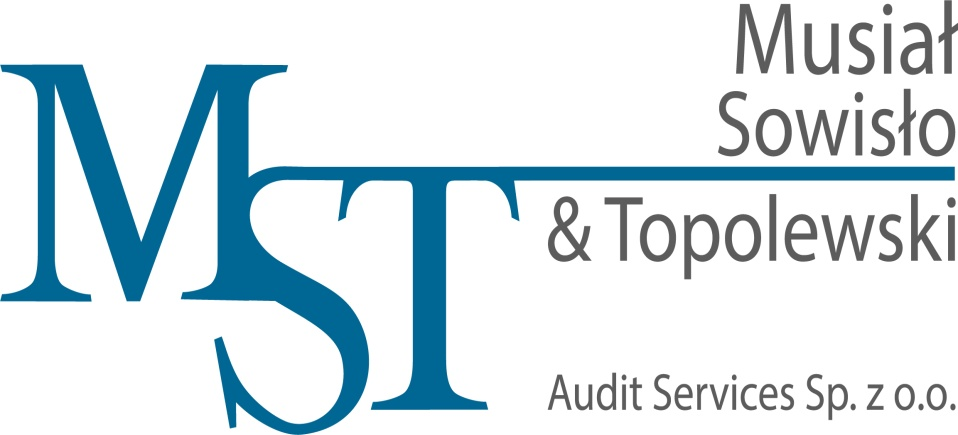 MST
Musiał
Sowisło
& Topolewski
Audit Services Sp. z o.o.